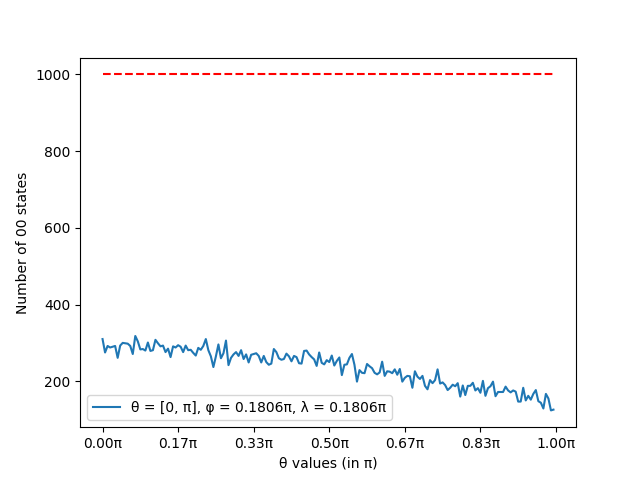 1000
800
600
400
200
Number of 00 states
θ = [0, π], φ = 0.1806π, λ = 0.1806π
0.00π 0.17π 0.33π 0.50π 0.67π 0.83π 1.00π
θ values (in π)